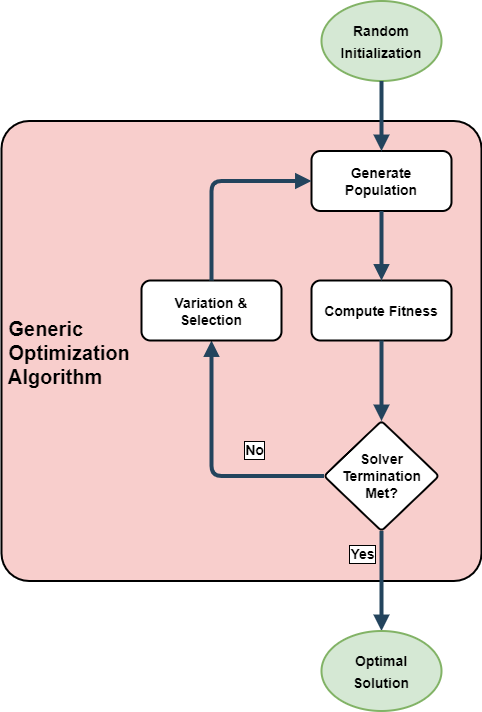 Random
Initialization
Generate
Population
Variation &
Selection
Compute Fitness
Generic
Optimization
Algorithm
No
Solver
Termination
Met?
Yes
Optimal
Solution